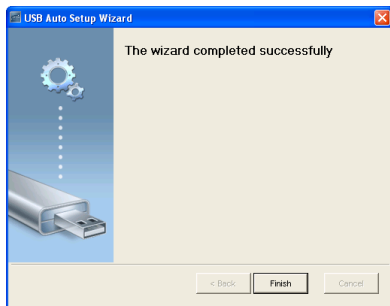 USB Auto Setup Wizard
The wizard completed successfully
< Back
Finish
Cancel